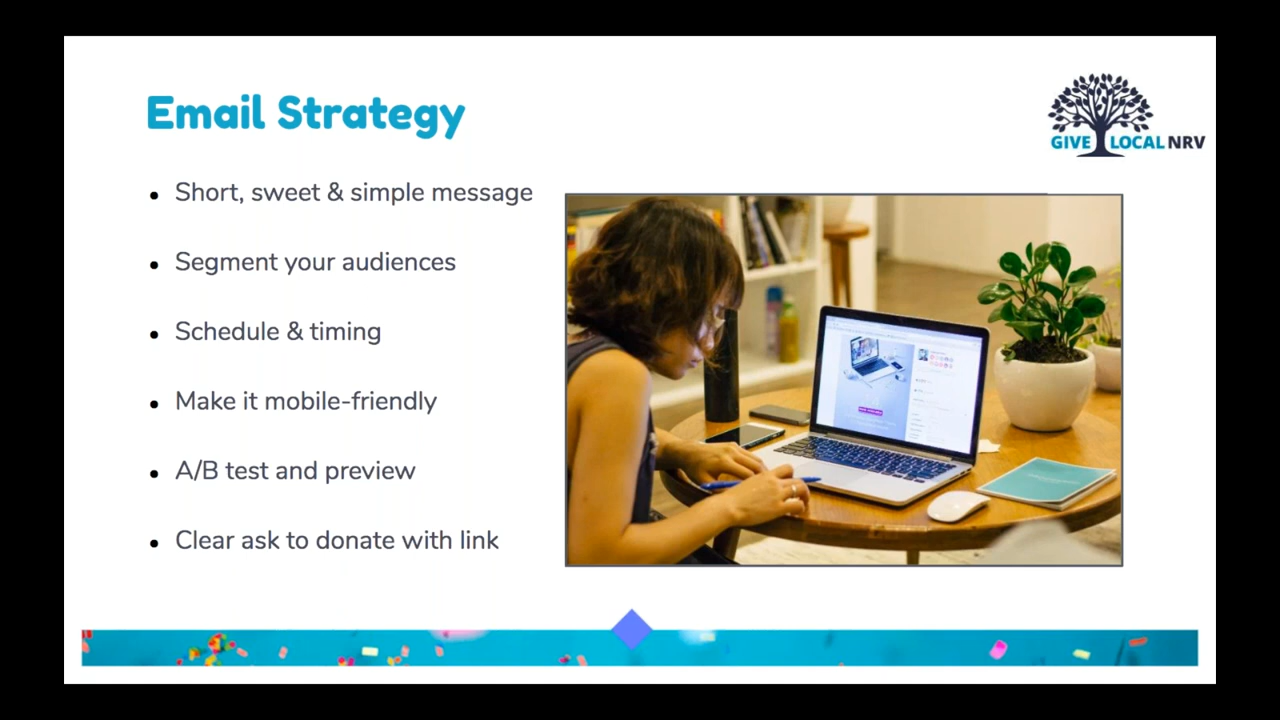 Email Strategy
GIVE LOCAL NRV
• Short, sweet & simple message
• Segment your audiences
• Schedule & timing
• Make it mobile-friendly
• A/B test and preview
• Clear ask to donate with link